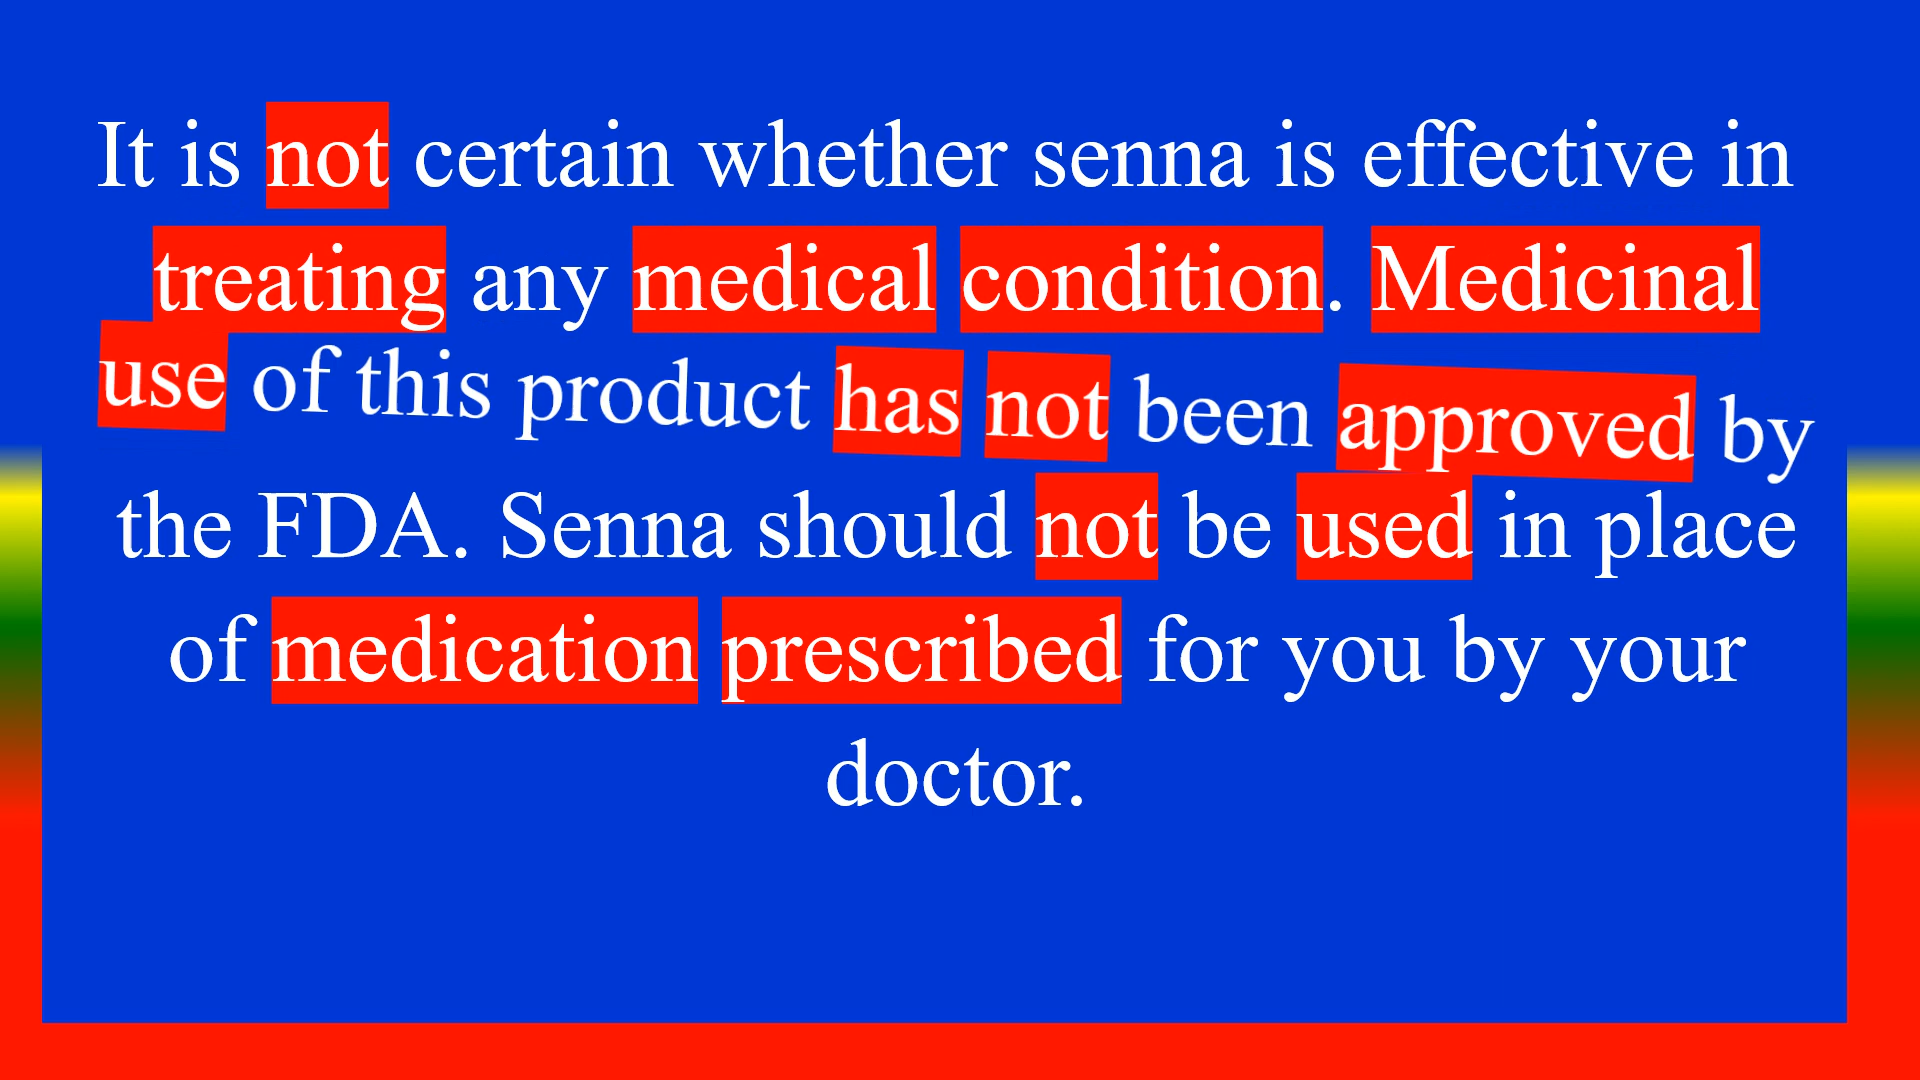 It is not certain whether senna is effective in
treating any medical condition. Medicinal
use of this product has not been approved by
the FDA. Senna should not be used in place
of medication prescribed for you by your
doctor.